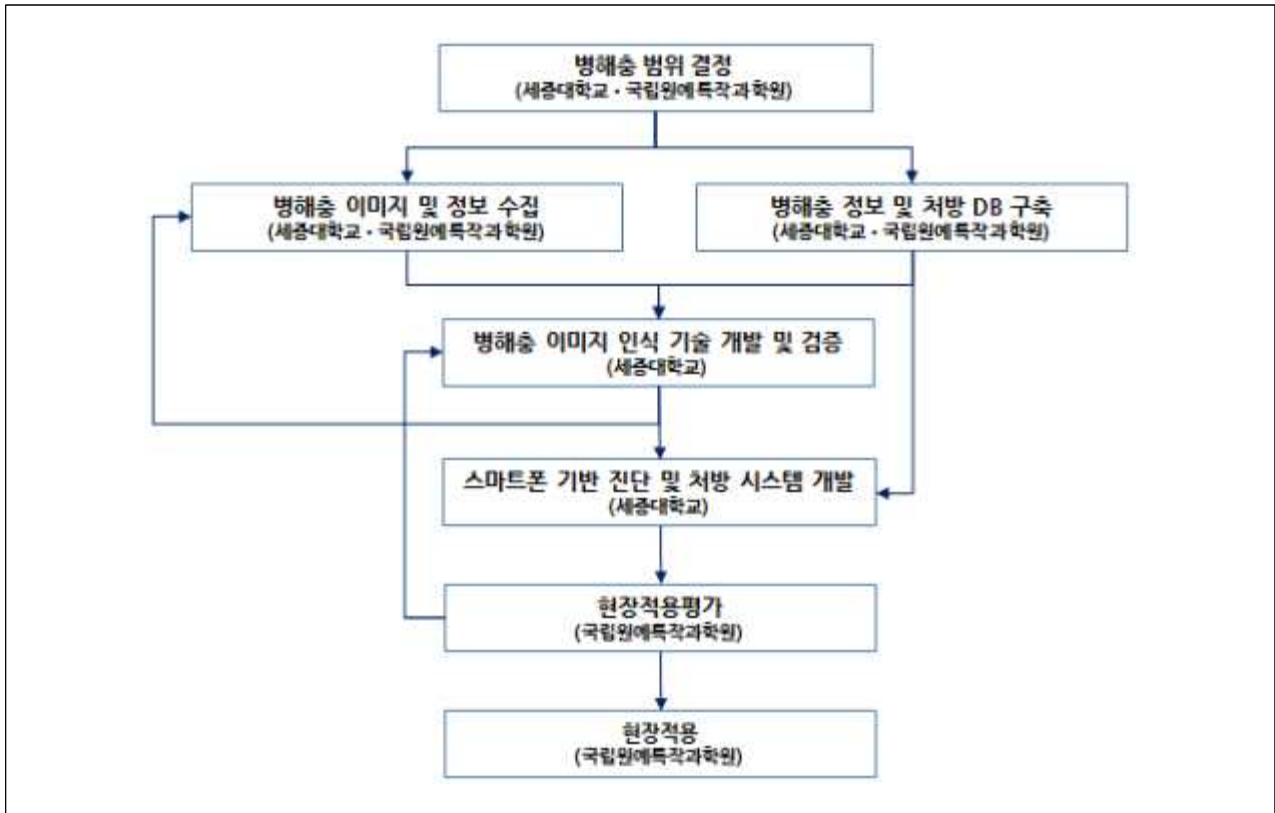 병해충 범위 결정
(세종대학교 · 국립원예특작과학원)
병해충 이미지 및 정보 수집
(세종대학교 · 국립원예특작과학원)
병해충 정보 및 처방 DB 구축
(세종대학교 · 국립원예특작과학원)
병해충 이미지 인식 기술 개발 및 검증
(세종대학교)
스마트폰 기반 진단 및 처방 시스템 개발
(세종대학교)
현장적용평가
(국립원예특작과학원)
현장적용
(국립원예특작과학원)